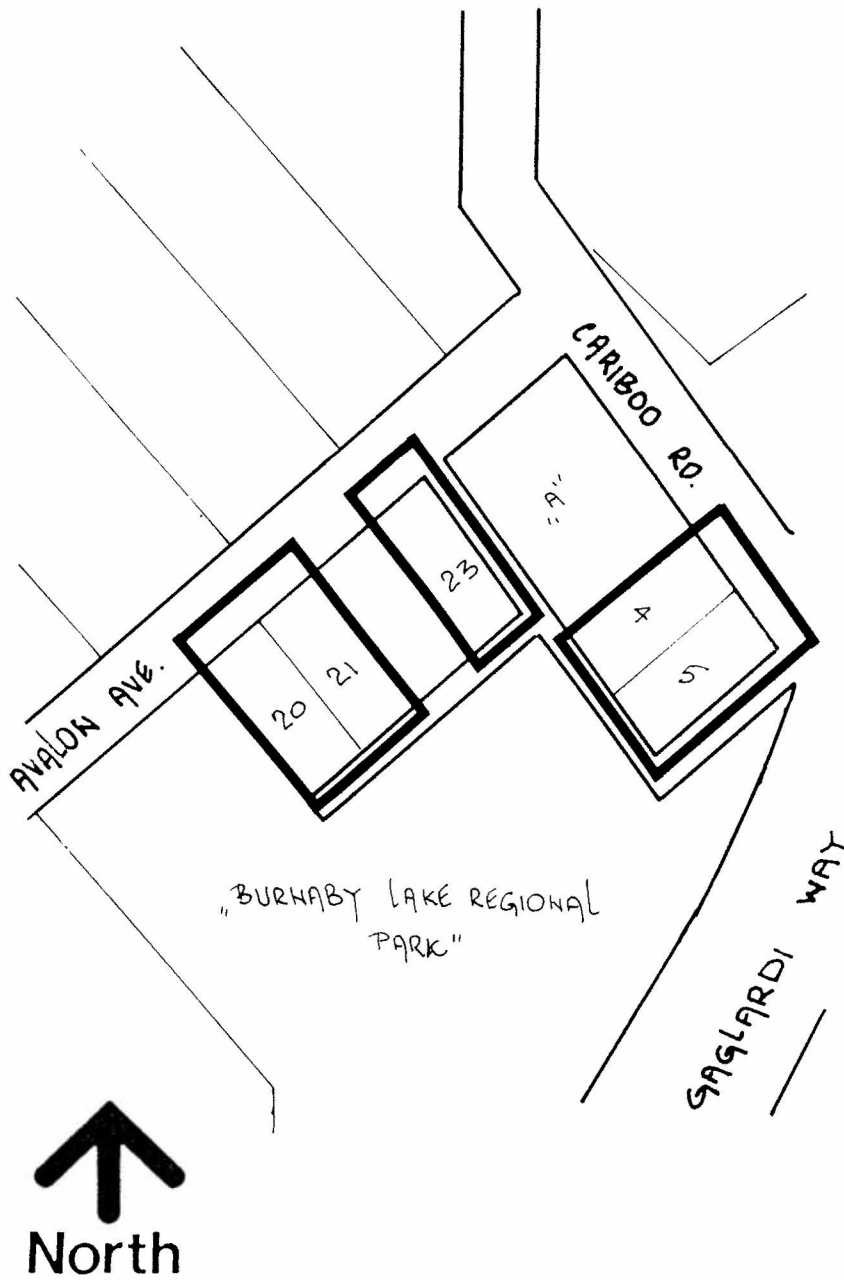 CARIBOO RD.
"A"
23
4
5
21
20
AVALON AVE.
„BURNABY LAKE REGIONAL
PARK"
GAGLARDI WAY
North